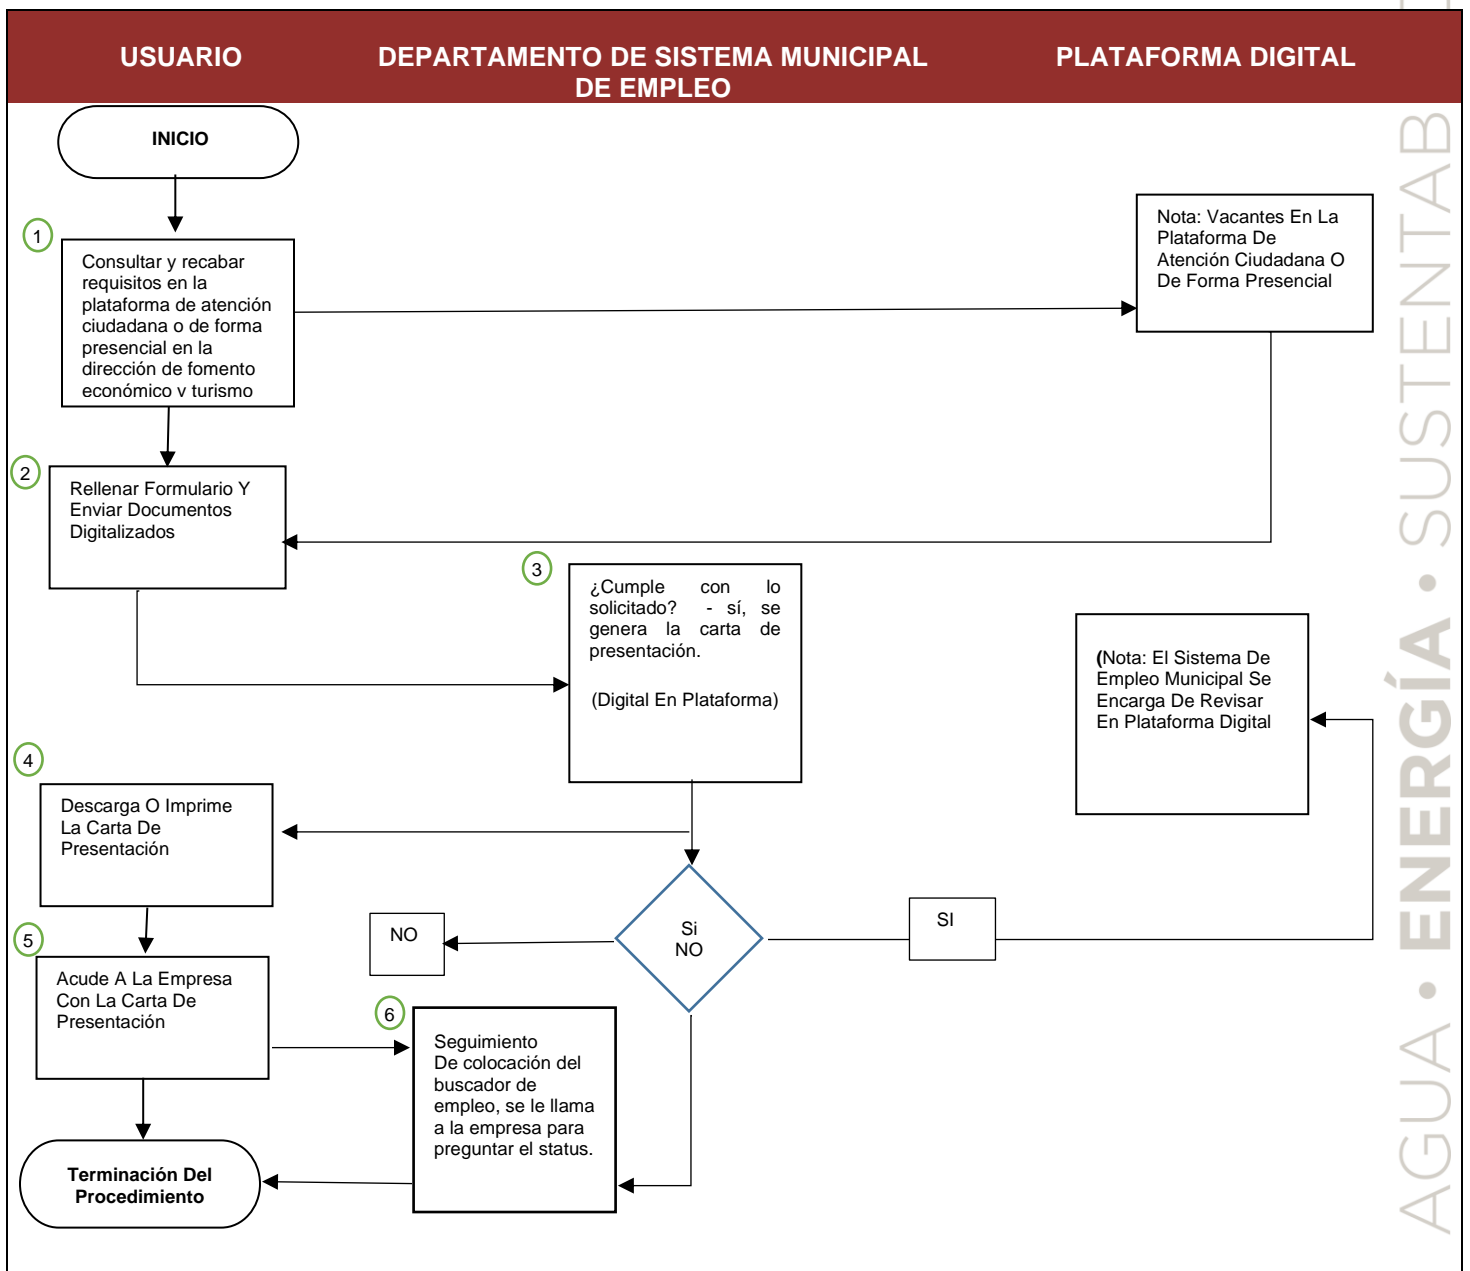 USUARIO
DEPARTAMENTO DE SISTEMA MUNICIPAL
DE EMPLEO
PLATAFORMA DIGITAL
INICIO
1
Consultar y recabar
requisitos en la
plataforma de atención
ciudadana o de forma
presencial en la
dirección de fomento
económico y turismo
Nota: Vacantes En La
Plataforma De
Atención Ciudadana O
De Forma Presencial
2
Rellenar Formulario Y
Enviar Documentos
Digitalizados
3
¿Cumple con lo
solicitado? - sí, se
genera la carta de
presentación.
(Digital En Plataforma)
(Nota: El Sistema De
Empleo Municipal Se
Encarga De Revisar
En Plataforma Digital
4
Descarga O Imprime
La Carta De
Presentación
Si
NO
NO
SI
5
Acude A La Empresa
Con La Carta De
Presentación
6
Seguimiento
De colocación del
buscador de
empleo, se le llama
a la empresa para
preguntar el status.
Terminación Del
Procedimiento
AGUA • ENERGÍA • SUSTENTAB